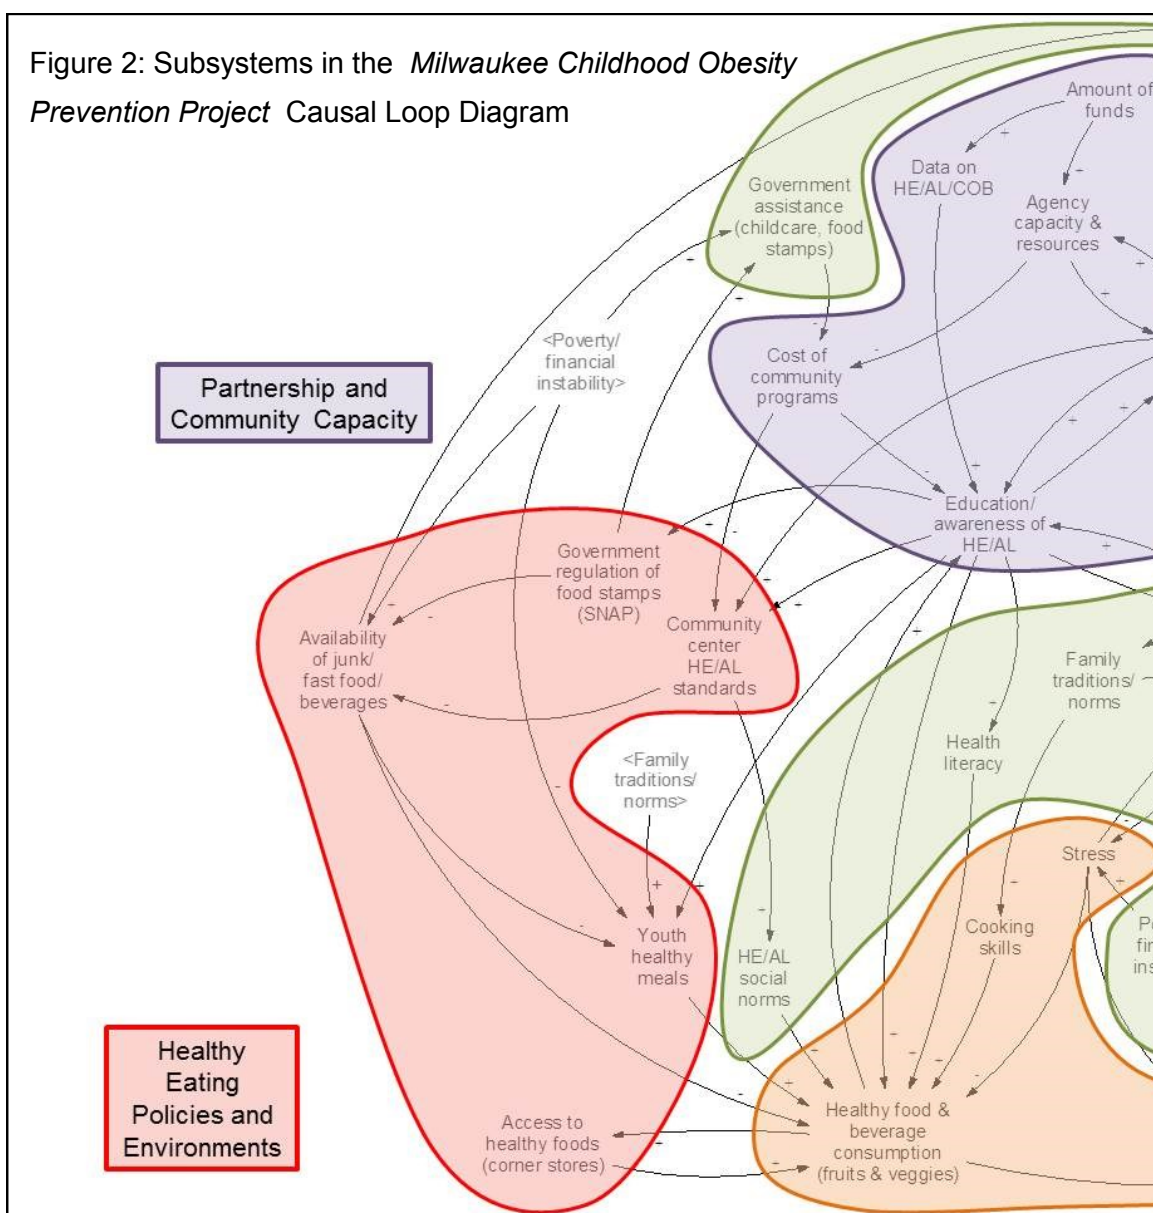 Figure 2: Subsystems in the Milwaukee Childhood Obesity
Prevention Project Causal Loop Diagram
Amount of
funds
Data on
HE/AL/COB
Government
assistance
(childcare, food
stamps)
Agency
capacity &
resources
<Poverty/
financial
instability>
Cost of
community
programs
Partnership and
Community Capacity
Education/
awareness of
HE/AL
Government
regulation of
food stamps
(SNAP)
Community
center
HE/AL
standards
Availability
of junk/
fast food/
beverages
Family
traditions/
norms
Health
literacy
<Family
traditions/
norms>
Stress
Cooking
skills
Youth
healthy
meals
HE/AL
social
norms
Healthy
Eating
Policies and
Environments
Access to
healthy foods
(corner stores)
Healthy food &
beverage
consumption
(fruits & veggies)